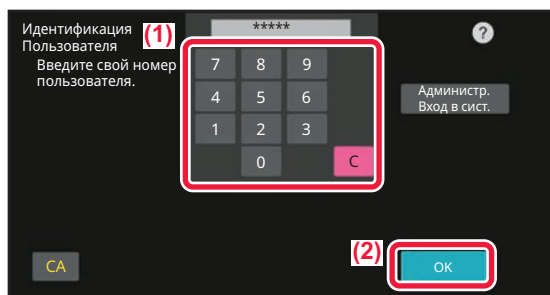 Идентификация
Пользователя
(1)
*****
?
Введите свой номер
пользователя.
7 8 9
4 5 6
1 2 3
0 C
Администр.
Вход в сист.
(2)
CA
OK